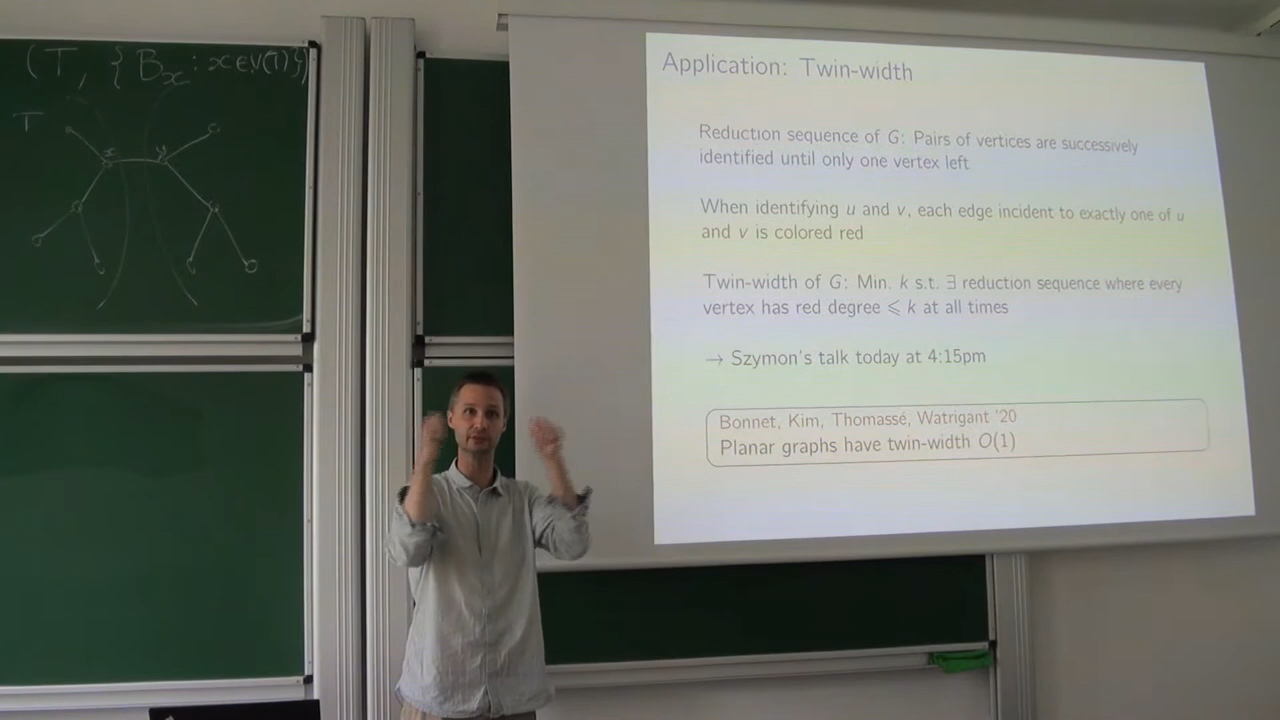 (T, {B_x : x∈V(T)})
T
x y
Application: Twin-width
Reduction sequence of G: Pairs of vertices are successively
identified until only one vertex left
When identifying u and v, each edge incident to exactly one of u
and v is colored red
Twin-width of G: Min. k s.t. ∃ reduction sequence where every
vertex has red degree ⩽ k at all times
→ Szymon's talk today at 4:15pm
Bonnet, Kim, Thomassé, Watrigant '20
Planar graphs have twin-width O(1)